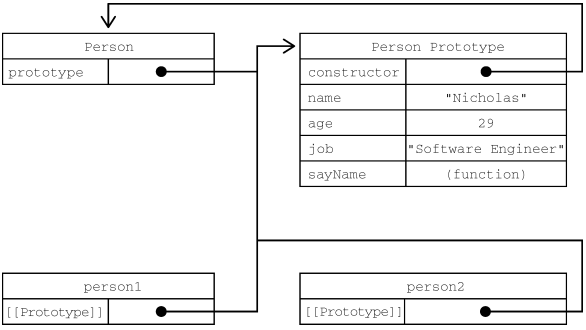 Person
prototype
Person Prototype
constructor
name "Nicholas"
age 29
job "Software Engineer"
sayName (function)
person1
[[Prototype]]
person2
[[Prototype]]